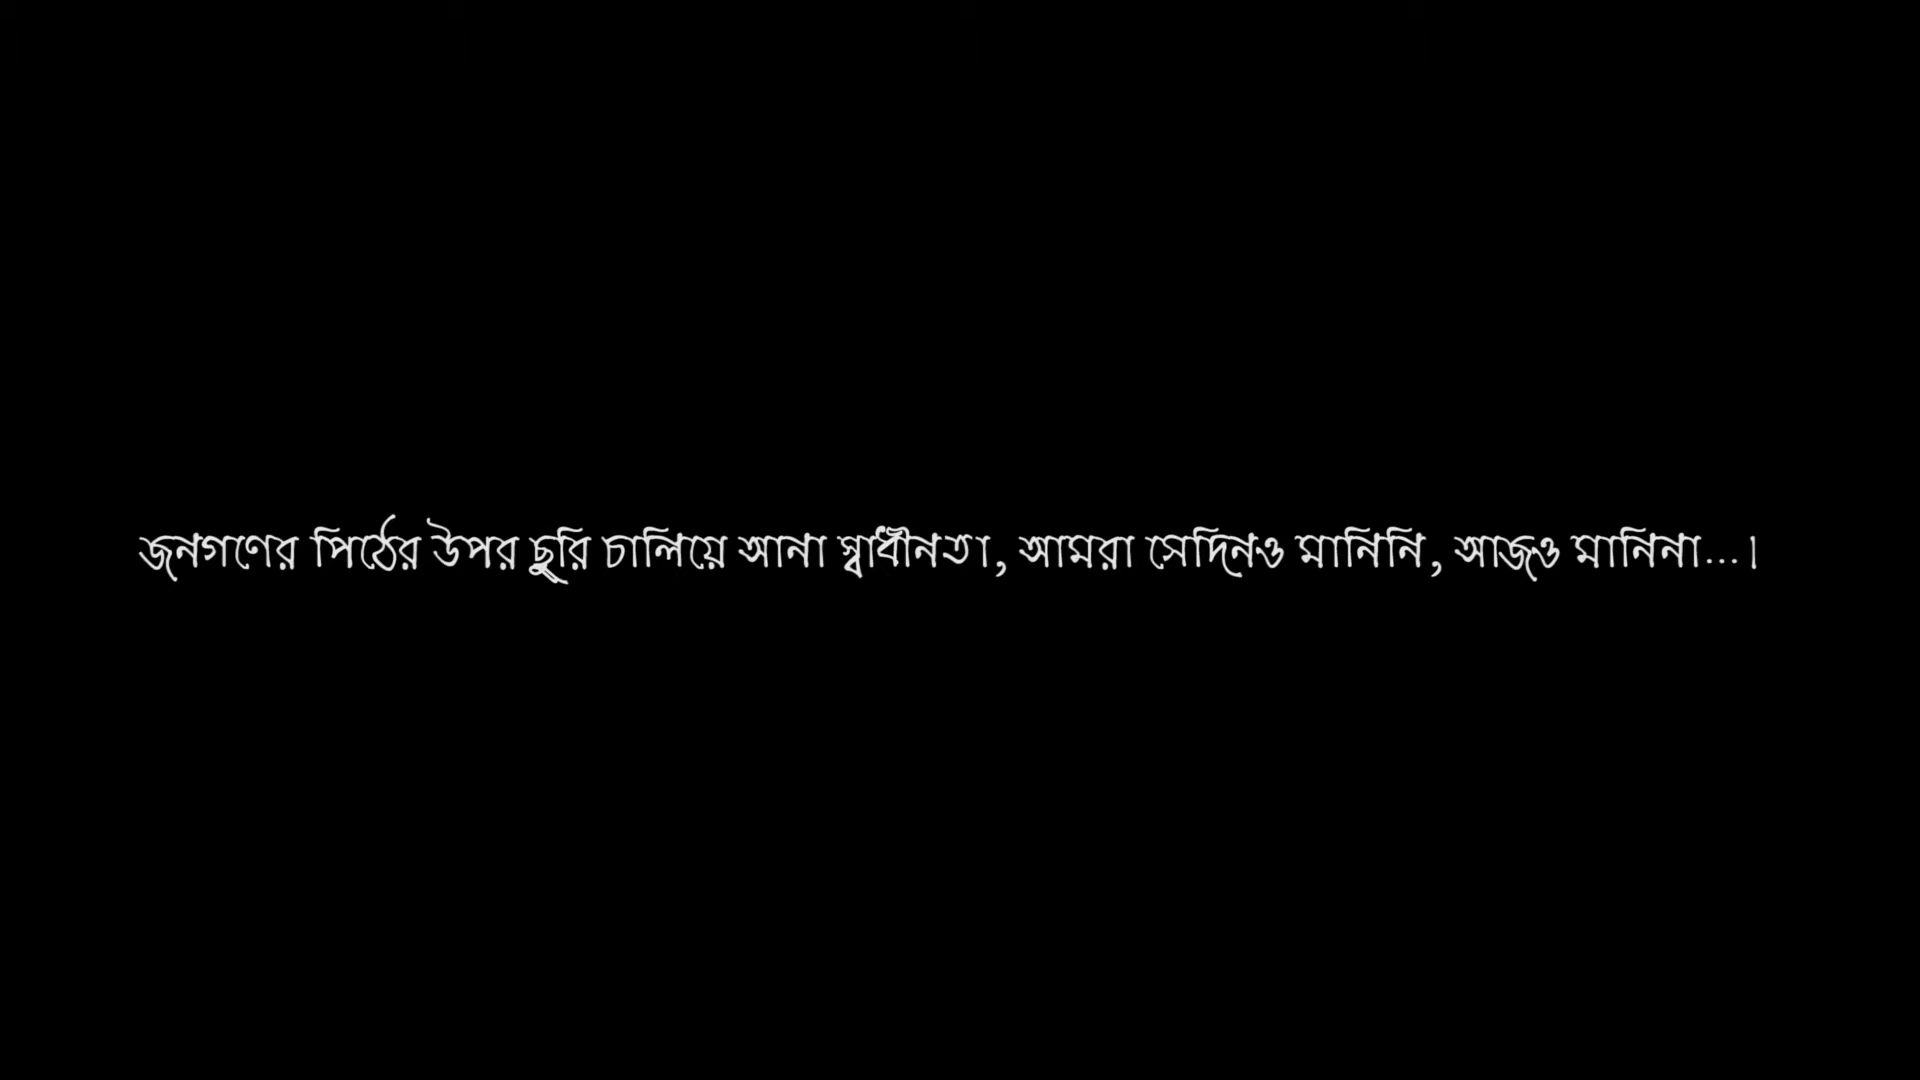 জনগণের পিঠের উপর ছুরি চালিয়ে আনা স্বাধীনতা, আমরা সেদিনও মানিনি, আজও মানিনা...।